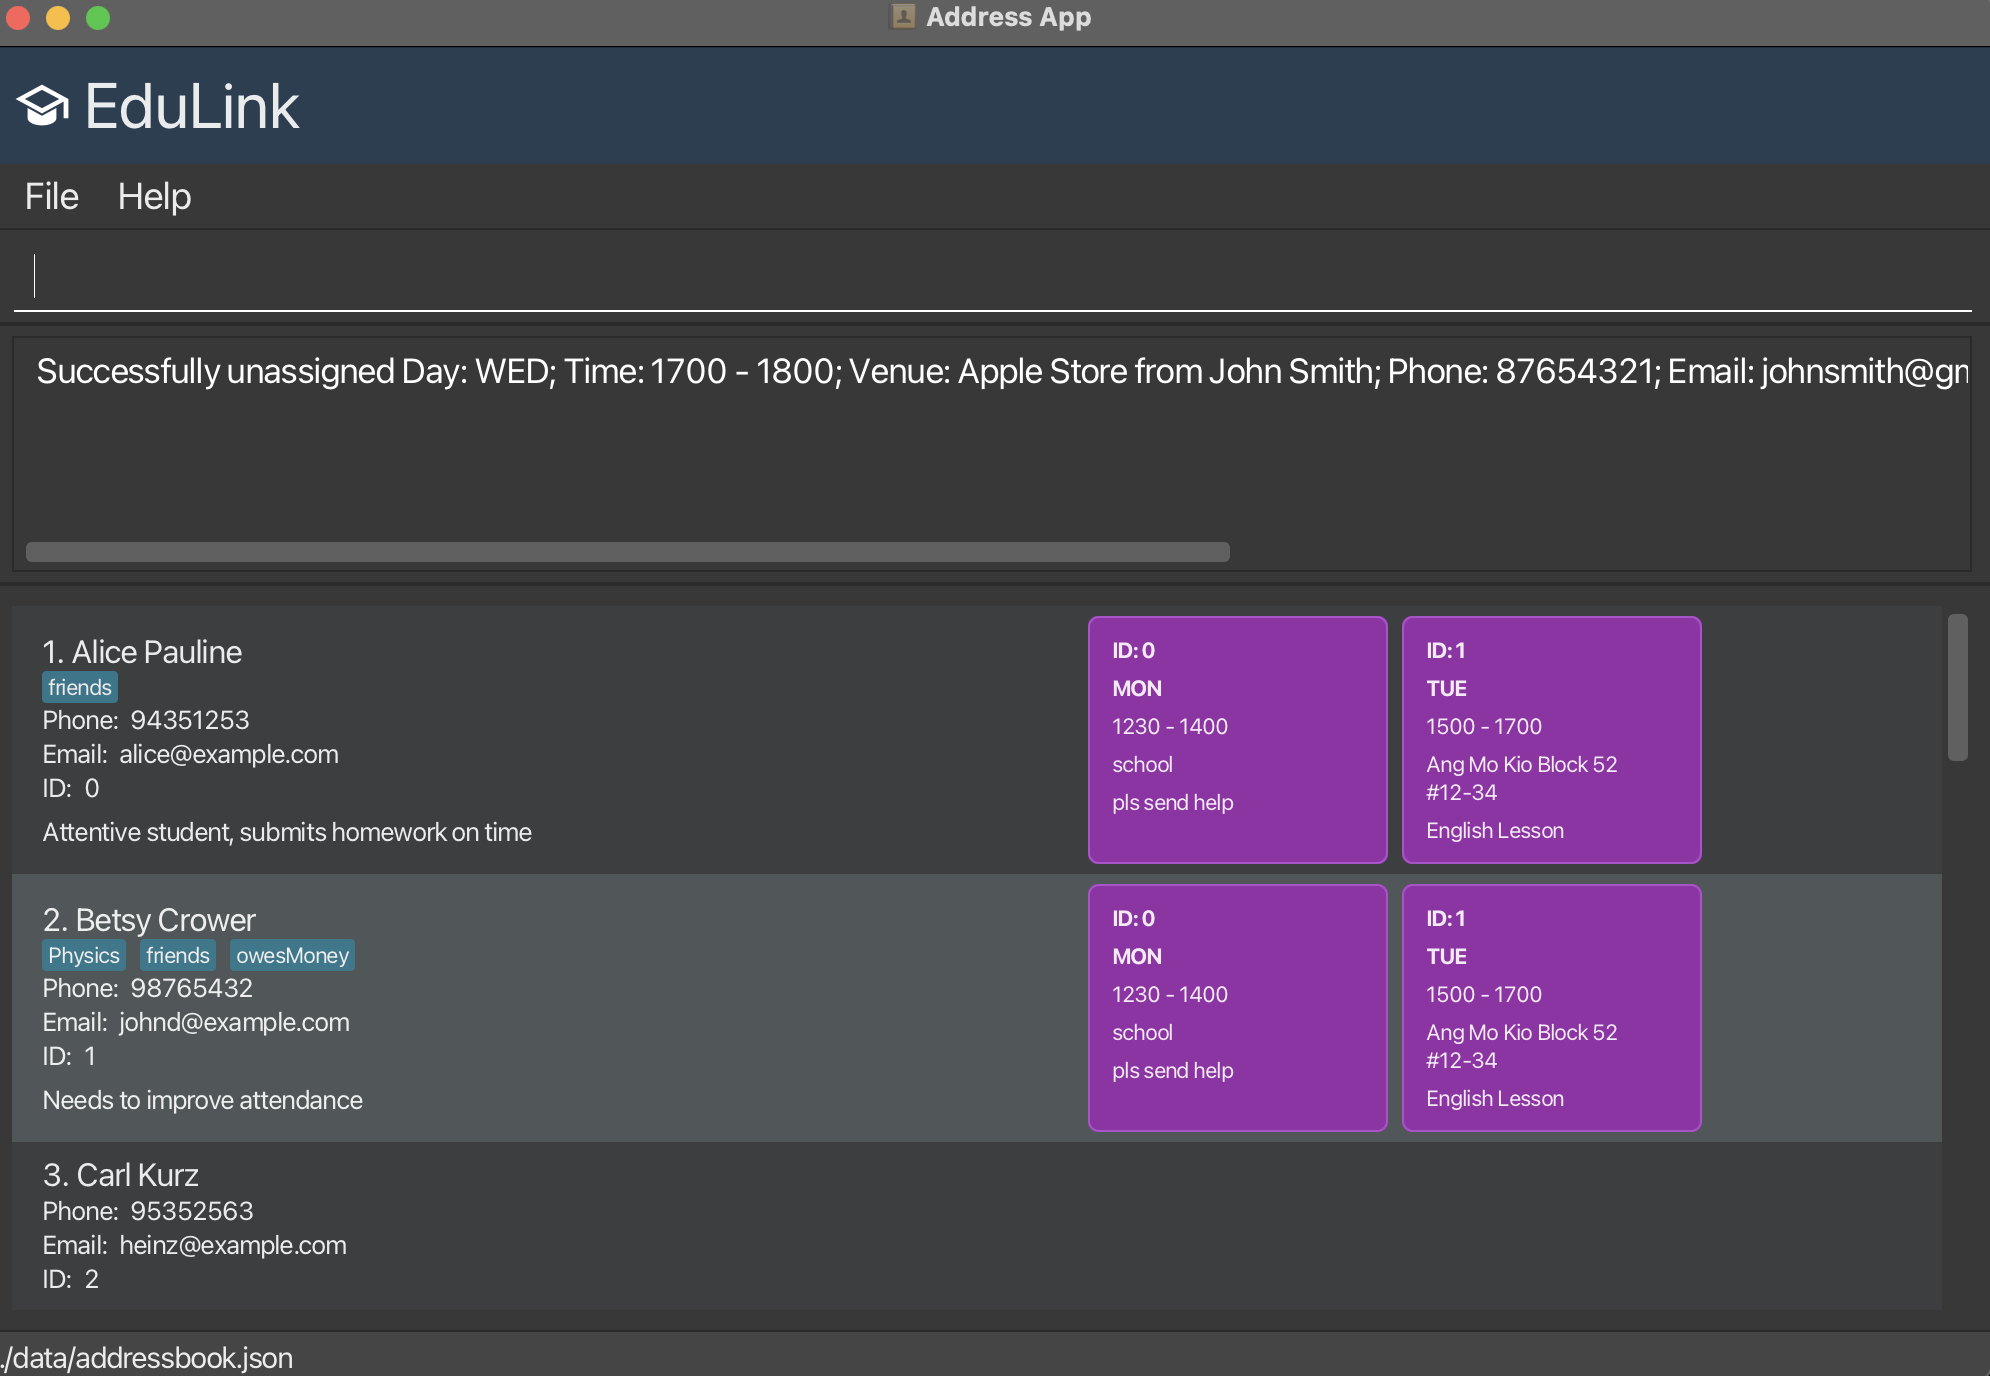 Address App
EduLink
File Help
Successfully unassigned Day: WED; Time: 1700 - 1800; Venue: Apple Store from John Smith; Phone: 87654321; Email:
1. Alice Pauline
friends
Phone: 94351253
Email: alice@example.com
ID: 0
Attentive student, submits homework on time
ID: 0
MON
1230 - 1400
school
pls send help
ID: 1
TUE
1500 - 1700
Ang Mo Kio Block 52
#12-34
English Lesson
2. Betsy Crower
Physics friends owesMoney
Phone: 98765432
Email: johnd@example.com
ID: 1
Needs to improve attendance
ID: 0
MON
1230 - 1400
school
pls send help
ID: 1
TUE
1500 - 1700
Ang Mo Kio Block 52
#12-34
English Lesson
3. Carl Kurz
Phone: 95352563
Email: heinz@example.com
ID: 2
./data/addressbook.json